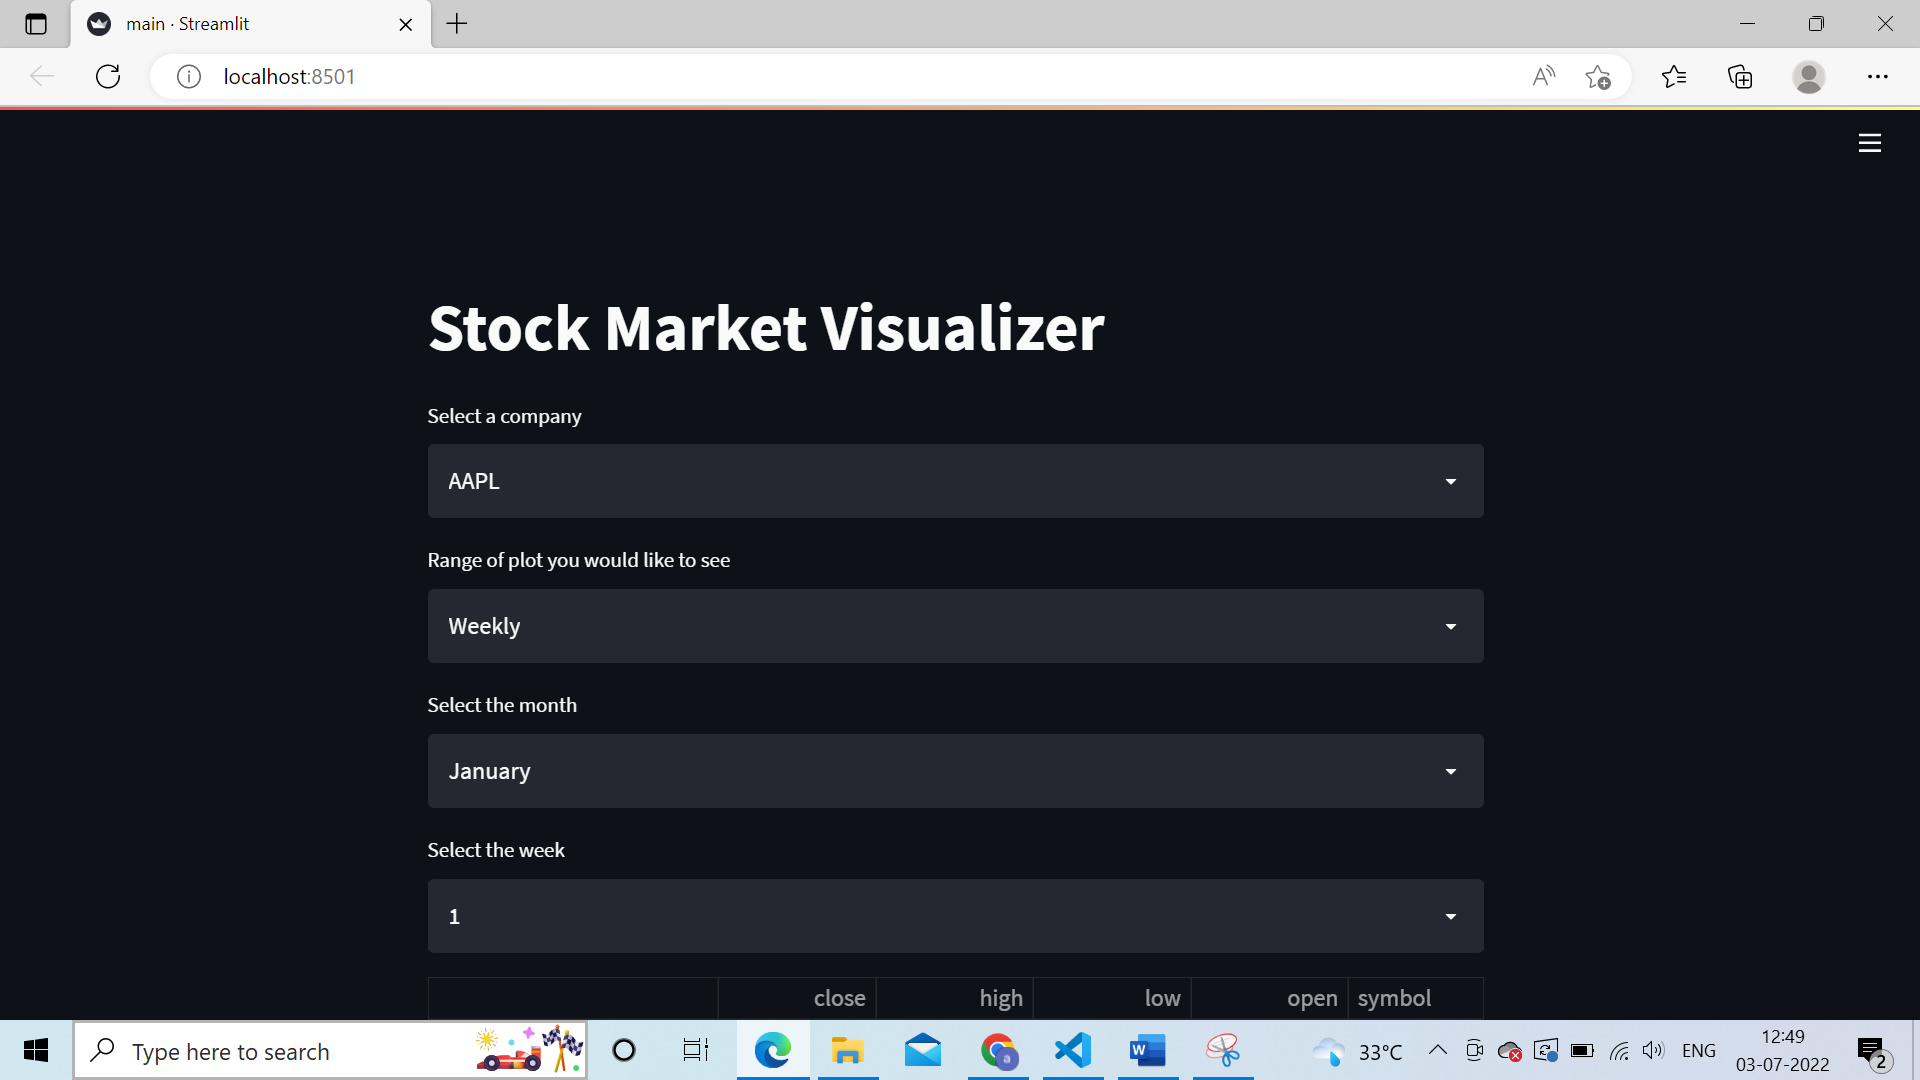 main · Streamlit
localhost:8501
Stock Market Visualizer
Select a company
AAPL
Range of plot you would like to see
Weekly
Select the month
January
Select the week
1
close high low open symbol
Type here to search
33°C
ENG
12:49
03-07-2022
2